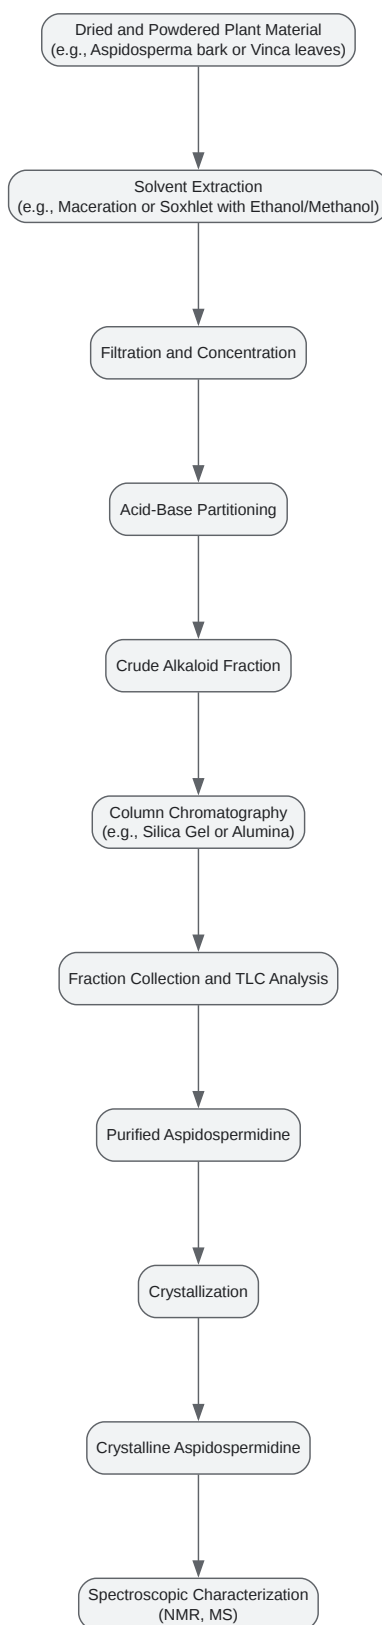 Dried and Powdered Plant Material
(e.g., Aspidosperma bark or Vinca leaves)
Solvent Extraction
(e.g., Maceration or Soxhlet with Ethanol/Methanol)
Filtration and Concentration
Acid-Base Partitioning
Crude Alkaloid Fraction
Column Chromatography
(e.g., Silica Gel or Alumina)
Fraction Collection and TLC Analysis
Purified Aspidospermidine
Crystallization
Crystalline Aspidospermidine
Spectroscopic Characterization
(NMR, MS)